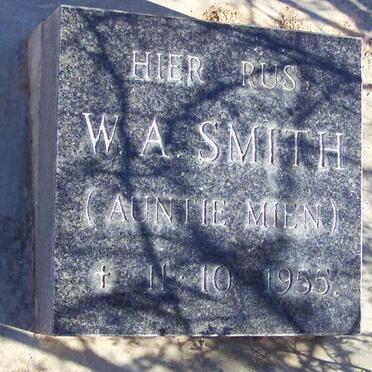 HIER RUS
W. A. SMITH
( AUNTIE MIEN )
† 11. 10. 1955.